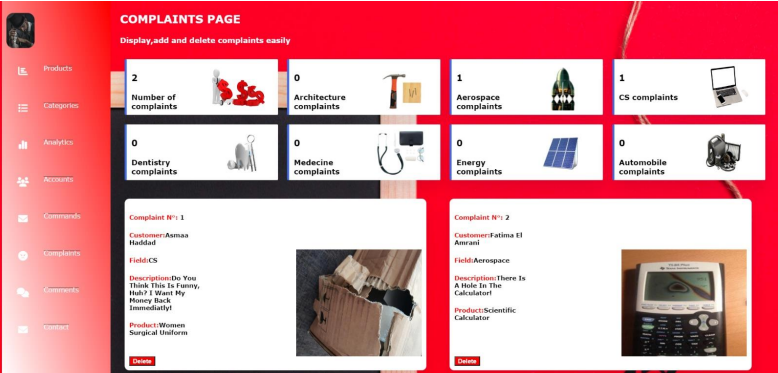 COMPLAINTS PAGE
Display,add and delete complaints easily
Products
Categories
Analytics
Accounts
Commands
Complaints
Comments
Contact
2
Number of
complaints
0
Architecture
complaints
1
Aerospace
complaints
1
CS complaints
0
Dentistry
complaints
0
Medecine
complaints
0
Energy
complaints
0
Automobile
complaints
Complaint N°: 1
Customer:Asmaa
Haddad
Field:CS
Description:Do You
Think This Is Funny,
Huh? I Want My
Money Back
Immediatly!
Product:Women
Surgical Uniform
Delete
Complaint N°: 2
Customer:Fatima El
Amrani
Field:Aerospace
Description:There Is
A Hole In The
Calculator!
Product:Scientific
Calculator
Delete